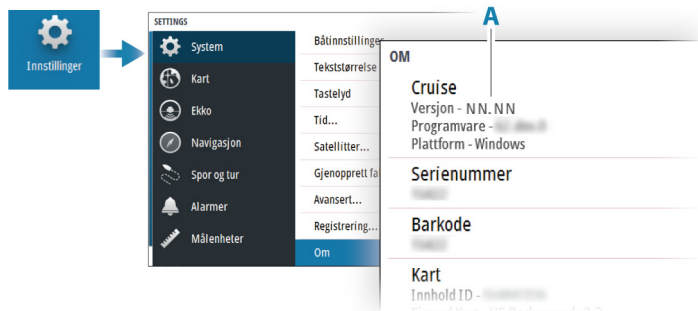 Innstillinger
SETTINGS
System
Kart
Ekko
Navigasjon
Spor og tur
Alarmer
Målenheter
Båtinnstillinger
Tekststørrelse
Tastelyd
Tid...
Satellitter...
Gjenopprett
Avansert...
Registrering...
Om
A
OM
Cruise
Versjon - NN.NN
Programvare -
Plattform - Windows
Serienummer
Barkode
Kart
Innhold ID -